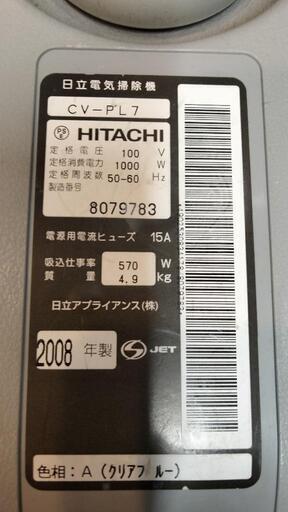 日立電気掃除機
CV-PL7
PS E HITACHI
定格電圧 100 V
定格消費電力 1000 W
定格周波数 50-60 Hz
製造番号
8079783
電源用電流ヒューズ 15A
吸込仕事率 570 W
質量 4.9 kg
日立アプライアンス(株)
2008 年製 S JET
色相:A(クリアブルー)